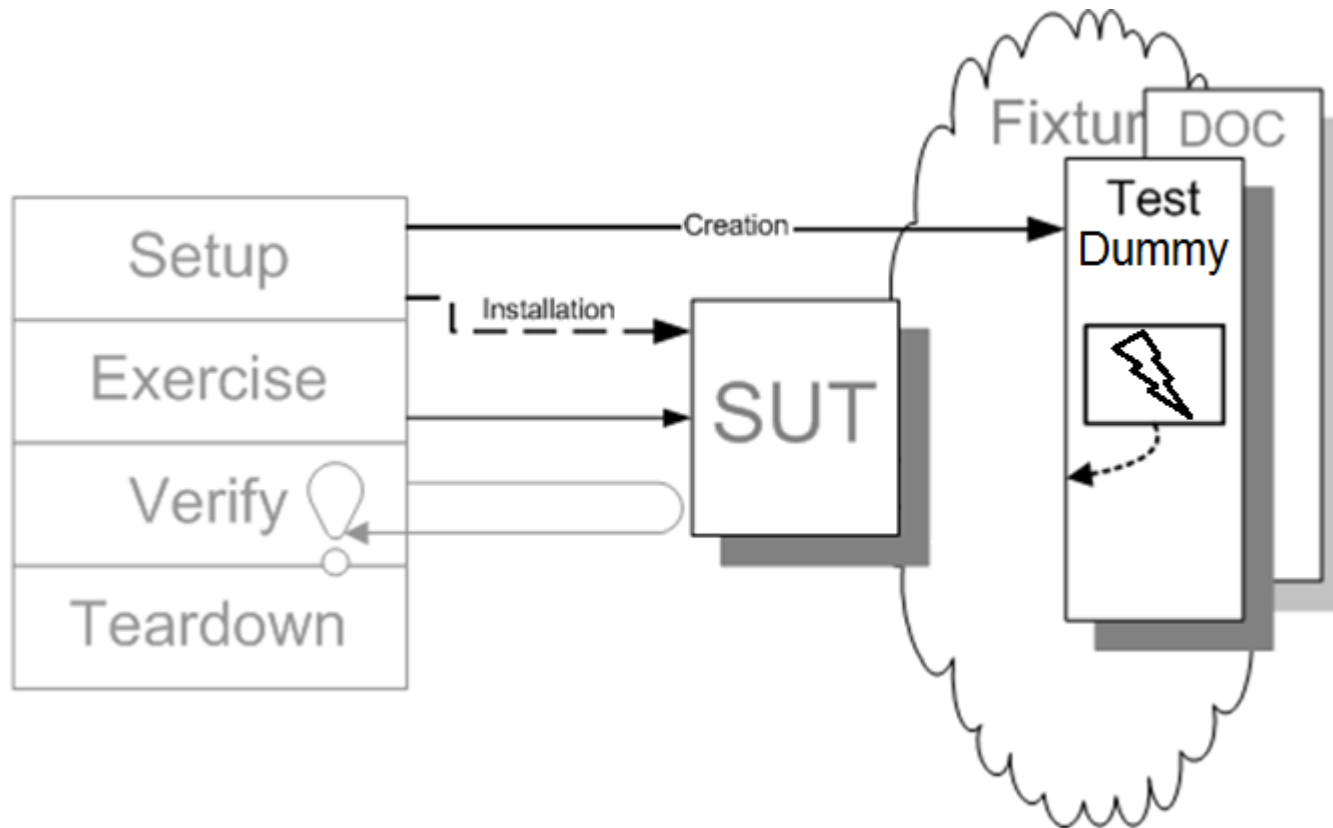 Setup
Exercise
Verify
Teardown
Creation
Installation
SUT
Fixtur
DOC
Test
Dummy